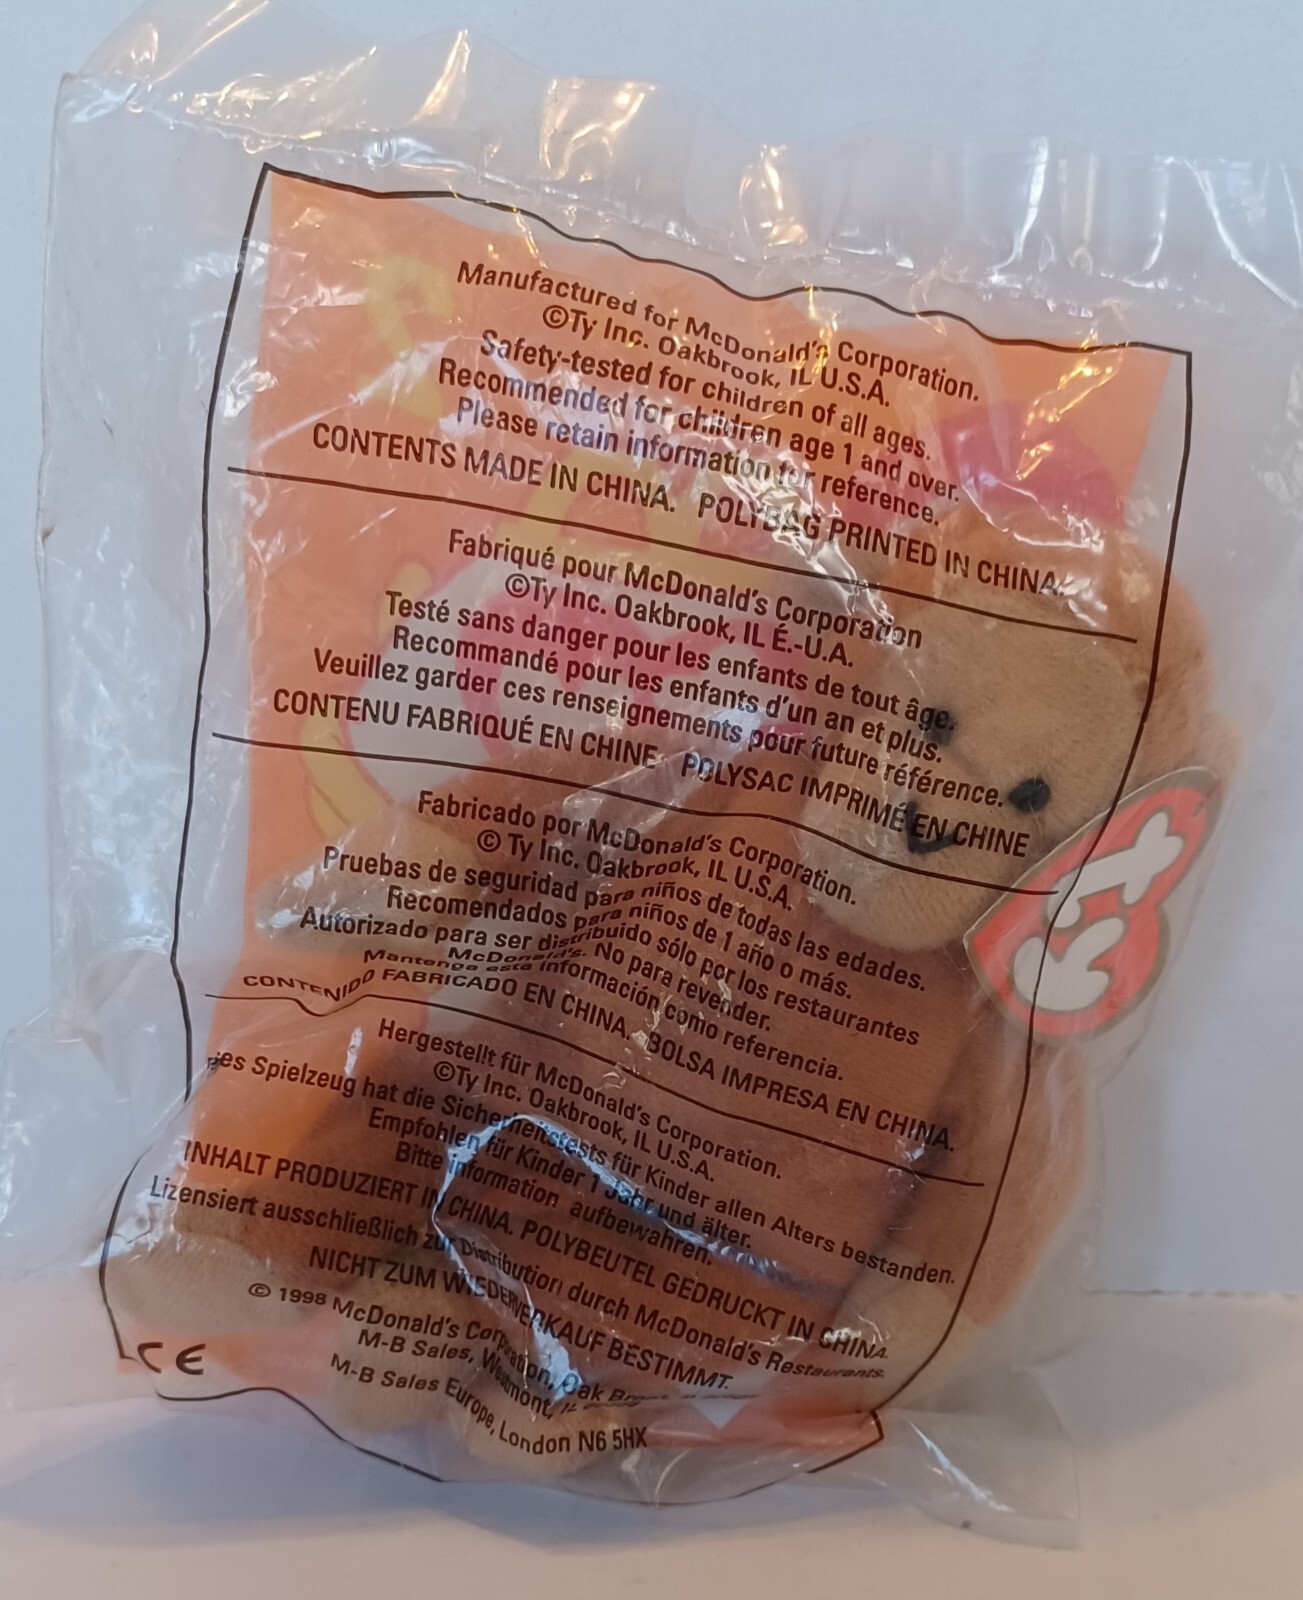 Manufactured for McDonald's Corporation.
©Ty Inc. Oakbrook, IL U.S.A.
Safety-tested for children of all ages.
Recommended for children age 1 and over.
Please retain information for reference.
CONTENTS MADE IN CHINA. POLYBAG PRINTED IN CHINA.
Fabriqué pour McDonald's Corporation
©Ty Inc. Oakbrook, IL É.-U.A.
Testé sans danger pour les enfants de tout âge.
Recommandé pour les enfants d'un an et plus.
Veuillez garder ces renseignements pour future référence.
CONTENU FABRIQUÉ EN CHINE POLYSAC IMPRIMÉ EN CHINE
Fabricado por McDonald's Corporation.
© Ty Inc. Oakbrook, IL U.S.A.
Pruebas de seguridad para niños de todas las edades.
Recomendados para niños de 1 año o más.
Autorizado para ser distribuido sólo por los restaurantes
McDonald's. No para revender.
Mantenga esta información como referencia.
CONTENIDO FABRICADO EN CHINA. BOLSA IMPRESA EN CHINA.
Hergestellt für McDonald's Corporation.
©Ty Inc. Oakbrook, IL U.S.A.
Spielzeug hat die Sicherheitstests für Kinder allen Alters bestanden.
Empfohlen für Kinder 1 Jahr und älter.
Bitte information aufbewahren.
INHALT PRODUZIERT IN CHINA. POLYBEUTEL GEDRUCKT IN CHINA
Lizensiert ausschließlich zur Distribution durch McDonald's Restaurants.
NICHT ZUM WIEDERVERKAUF BESTIMMT.
© 1998 McDonald's Corporation, Oak
M-B Sales, Westmont, IL
M-B Sales Europe, London N6 5HX
CE
ty